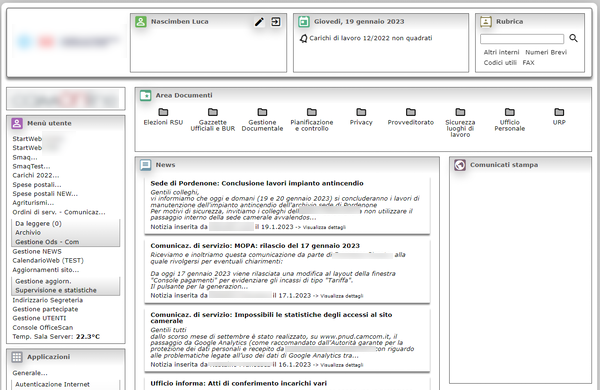 Nascimben Luca
Giovedì, 19 gennaio 2023
Carichi di lavoro 12/2022 non quadrati
Rubrica
Altri interni Numeri Brevi
Codici utili FAX
Menù utente
StartWeb
StartWeb
Smaq...
SmaqTest...
Carichi 2022...
Spese postali...
Spese postali NEW...
Agriturismi...
Ordini di serv. - Comunicaz...
Da leggere (0)
Archivio
Gestione Ods - Com
Gestione NEWS
CalendarioWeb (TEST)
Aggiornamenti sito...
Gestione aggiorn.
Supervisione e statistiche
Indirizzario Segreteria
Gestione partecipate
Gestione UTENTI
Console OfficeScan
Temp. Sala Server: 22.3°C
Applicazioni
Generale...
Autenticazione Internet
Area Documenti
Elezioni RSU
Gazzette
Ufficiali e BUR
Gestione
Documentale
Pianificazione
e controllo
Privacy
Provveditorato
Sicurezza
luoghi di
lavoro
Ufficio
Personale
URP
News
Sede di Pordenone: Conclusione lavori impianto antincendio
Gentili colleghi,
vi informiamo che oggi e domani (19 e 20 gennaio 2023) si concluderanno i lavori di
manutenzione dell'impianto antincendio dell'archivio sede di Pordenone
Per motivi di sicurezza, invitiamo i colleghi dell' a non utilizzare il
passaggio interno della sede camerale avvalendos...
Notizia inserita da il 19.1.2023 -> Visualizza dettagli
Comunicaz. di servizio: MOPA: rilascio del 17 gennaio 2023
Riceviamo e inoltriamo questa comunicazione da parte di alla
quale rivolgersi per eventuali chiarimenti:
Da oggi 17 gennaio 2023 viene rilasciata una modifica al layout della finestra
"Console pagamenti" per evidenziare gli incassi di tipo "Tariffa".
Il pulsante per la generazion...
Notizia inserita da il 17.1.2023 -> Visualizza dettagli
Comunicaz. di servizio: Impossibili le statistiche degli accessi al sito
camerale
Gentili tutti
dallo scorso mese di settembre è stato realizzato, su www.pnud.camcom.it, il
passaggio da Google Analytics (come raccomandato dall'Autorità garante per la
protezione dei dati personali e recepito da con riguardo
alle problematiche legate all'uso dei dati di Google Analytics tra...
Notizia inserita da il 16.1.2023 -> Visualizza dettagli
Ufficio informa: Atti di conferimento incarichi vari
Comunicati stampa